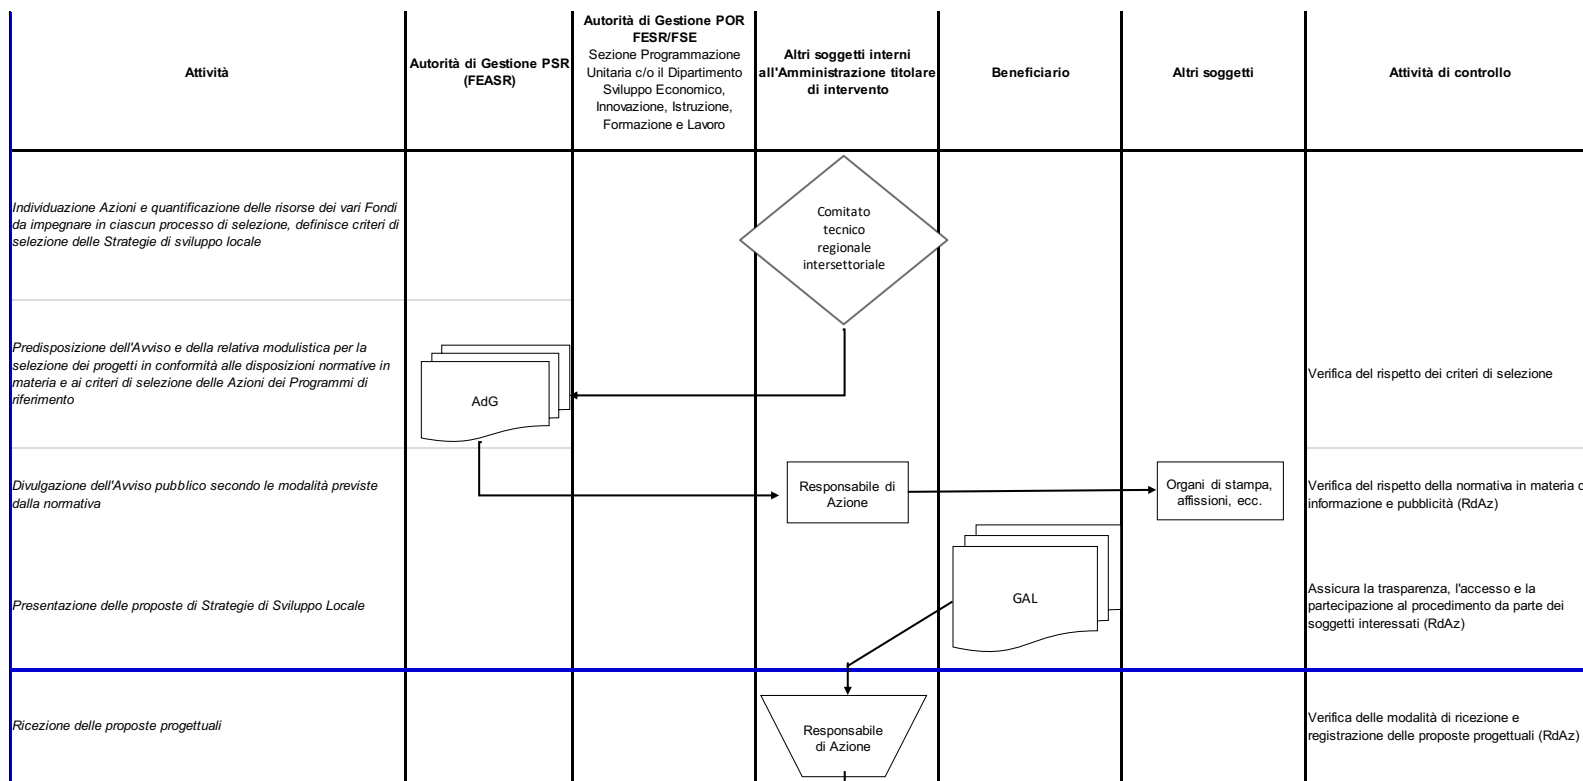 Attività
Autorità di Gestione PSR
(FEASR)
Autorità di Gestione POR
FESR/FSE
Sezione Programmazione
Unitaria c/o il Dipartimento
Sviluppo Economico,
Innovazione, Istruzione,
Formazione e Lavoro
Altri soggetti interni
all'Amministrazione titolare
di intervento
Beneficiario
Altri soggetti
Attività di controllo
Individuazione Azioni e quantificazione delle risorse dei vari Fondi
da impegnare in ciascun processo di selezione, definisce criteri di
selezione delle Strategie di sviluppo locale
Comitato
tecnico
regionale
intersettoriale
Predisposizione dell'Avviso e della relativa modulistica per la
selezione dei progetti in conformità alle disposizioni normative in
materia e ai criteri di selezione delle Azioni dei Programmi di
riferimento
AdG
Verifica del rispetto dei criteri di selezione
Divulgazione dell'Avviso pubblico secondo le modalità previste
dalla normativa
Responsabile di
Azione
Organi di stampa,
affissioni, ecc.
Verifica del rispetto della normativa in materia
informazione e pubblicità (RdAz)
Presentazione delle proposte di Strategie di Sviluppo Locale
GAL
Assicura la trasparenza, l'accesso e la
partecipazione al procedimento da parte dei
soggetti interessati (RdAz)
Ricezione delle proposte progettuali
Responsabile
di Azione
Verifica delle modalità di ricezione e
registrazione delle proposte progettuali (RdAz)